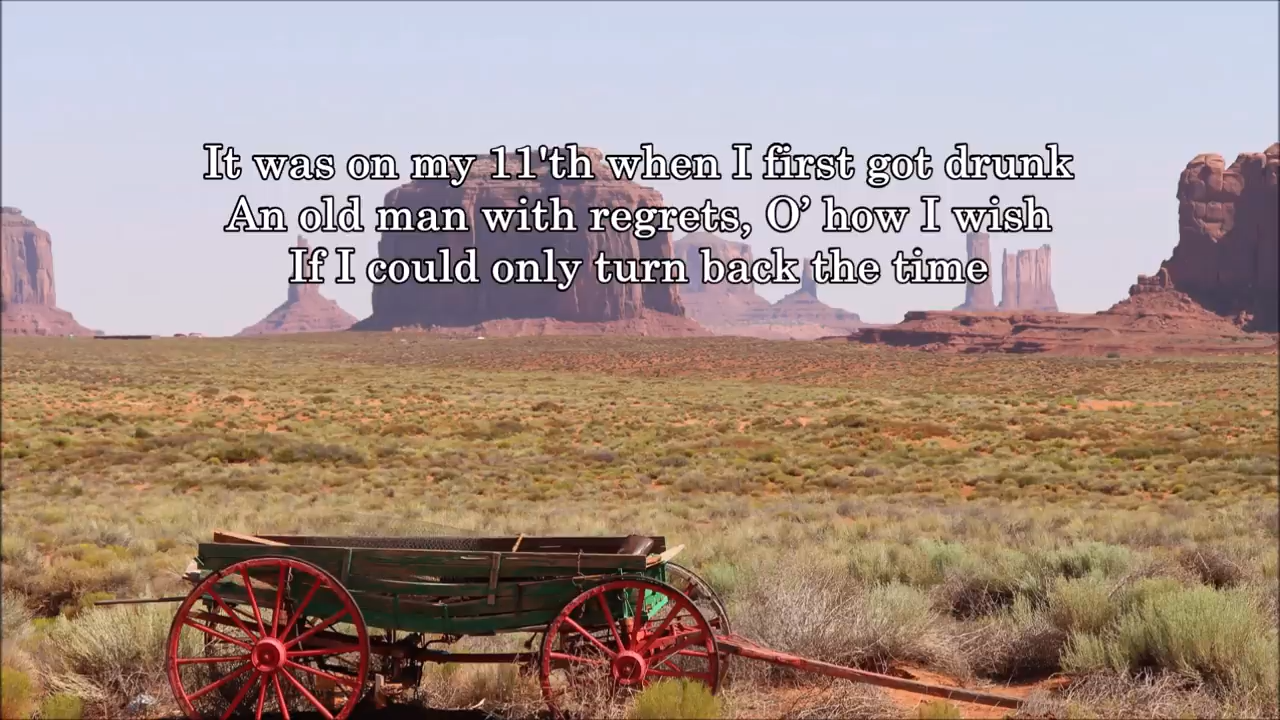 It was on my 11'th when I first got drunk
An old man with regrets, O’ how I wish
If I could only turn back the time